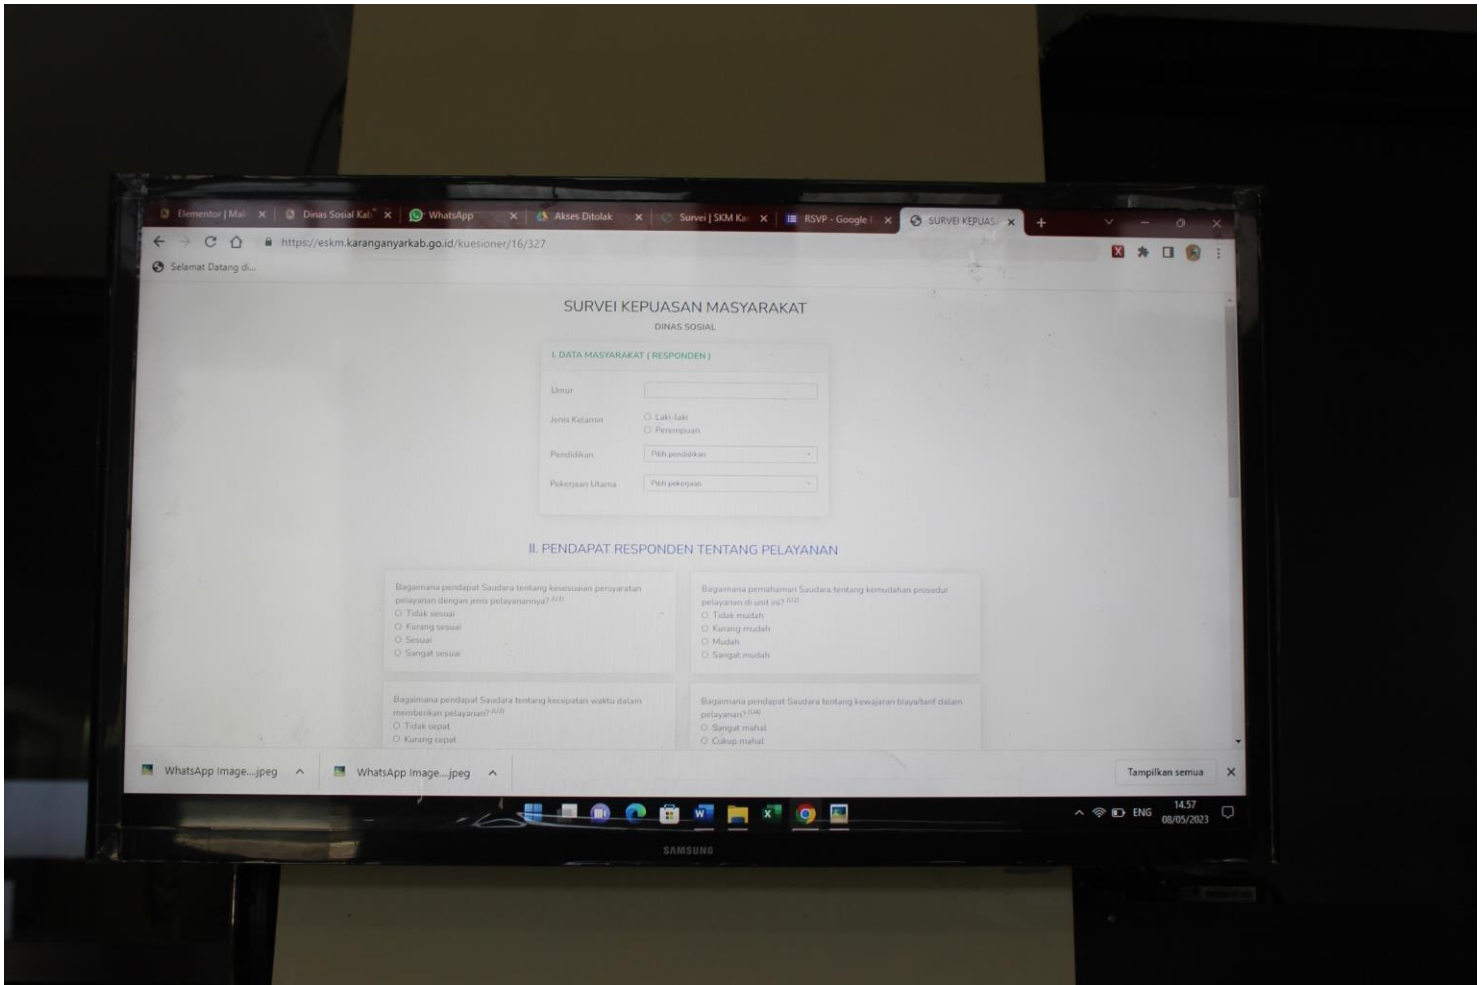 Elementor | Mak
Dinas Sosial Kab
WhatsApp
Akses Ditolak
Survei | SKM Ka
RSVP - Google
SURVEI KEPUAS
https://eskm.karanganyarkab.go.id/kuesioner/16/327
Selamat Datang di...
SURVEI KEPUASAN MASYARAKAT
DINAS SOSIAL
I. DATA MASYARAKAT ( RESPONDEN )
Umur
Jenis Kelamin
Laki-laki
Perempuan
Pendidikan
Pilih pendidikan
Pekerjaan Utama
Pilih pekerjaan
II. PENDAPAT RESPONDEN TENTANG PELAYANAN
Bagaimana pendapat Saudara tentang kesesuaian persyaratan
pelayanan dengan jenis pelayanannya? (U1)
Tidak sesuai
Kurang sesuai
Sesuai
Sangat sesuai
Bagaimana pemahaman Saudara tentang kemudahan prosedur
pelayanan di unit ini? (U2)
Tidak mudah
Kurang mudah
Mudah
Sangat mudah
Bagaimana pendapat Saudara tentang kecepatan waktu dalam
memberikan pelayanan? (U3)
Tidak cepat
Kurang cepat
Bagaimana pendapat Saudara tentang kewajaran biaya/tarif dalam
pelayanan? (U4)
Sangat mahal
Cukup mahal
WhatsApp Image....jpeg
WhatsApp Image....jpeg
Tampilkan semua
ENG
14.57
08/05/2023
SAMSUNG